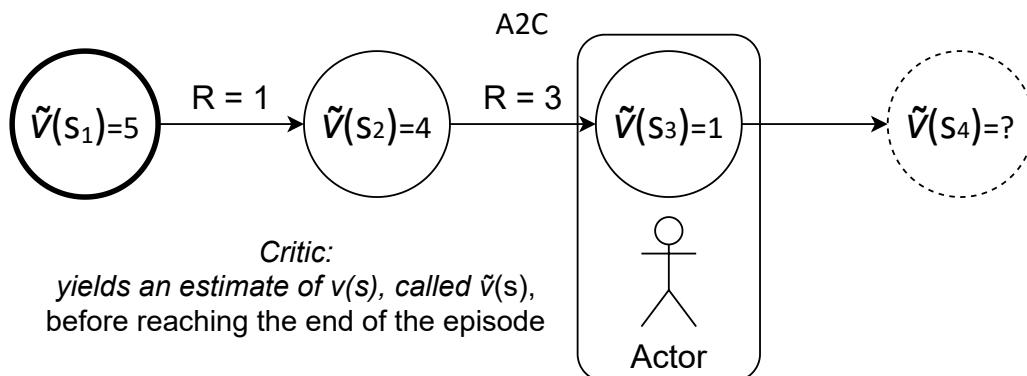 A2C
R = 1
R = 3
ṽ(s₁)=5
ṽ(s₂)=4
ṽ(s₃)=1
ṽ(s₄)=?
Critic:
yields an estimate of v(s), called ṽ(s),
before reaching the end of the episode
Actor